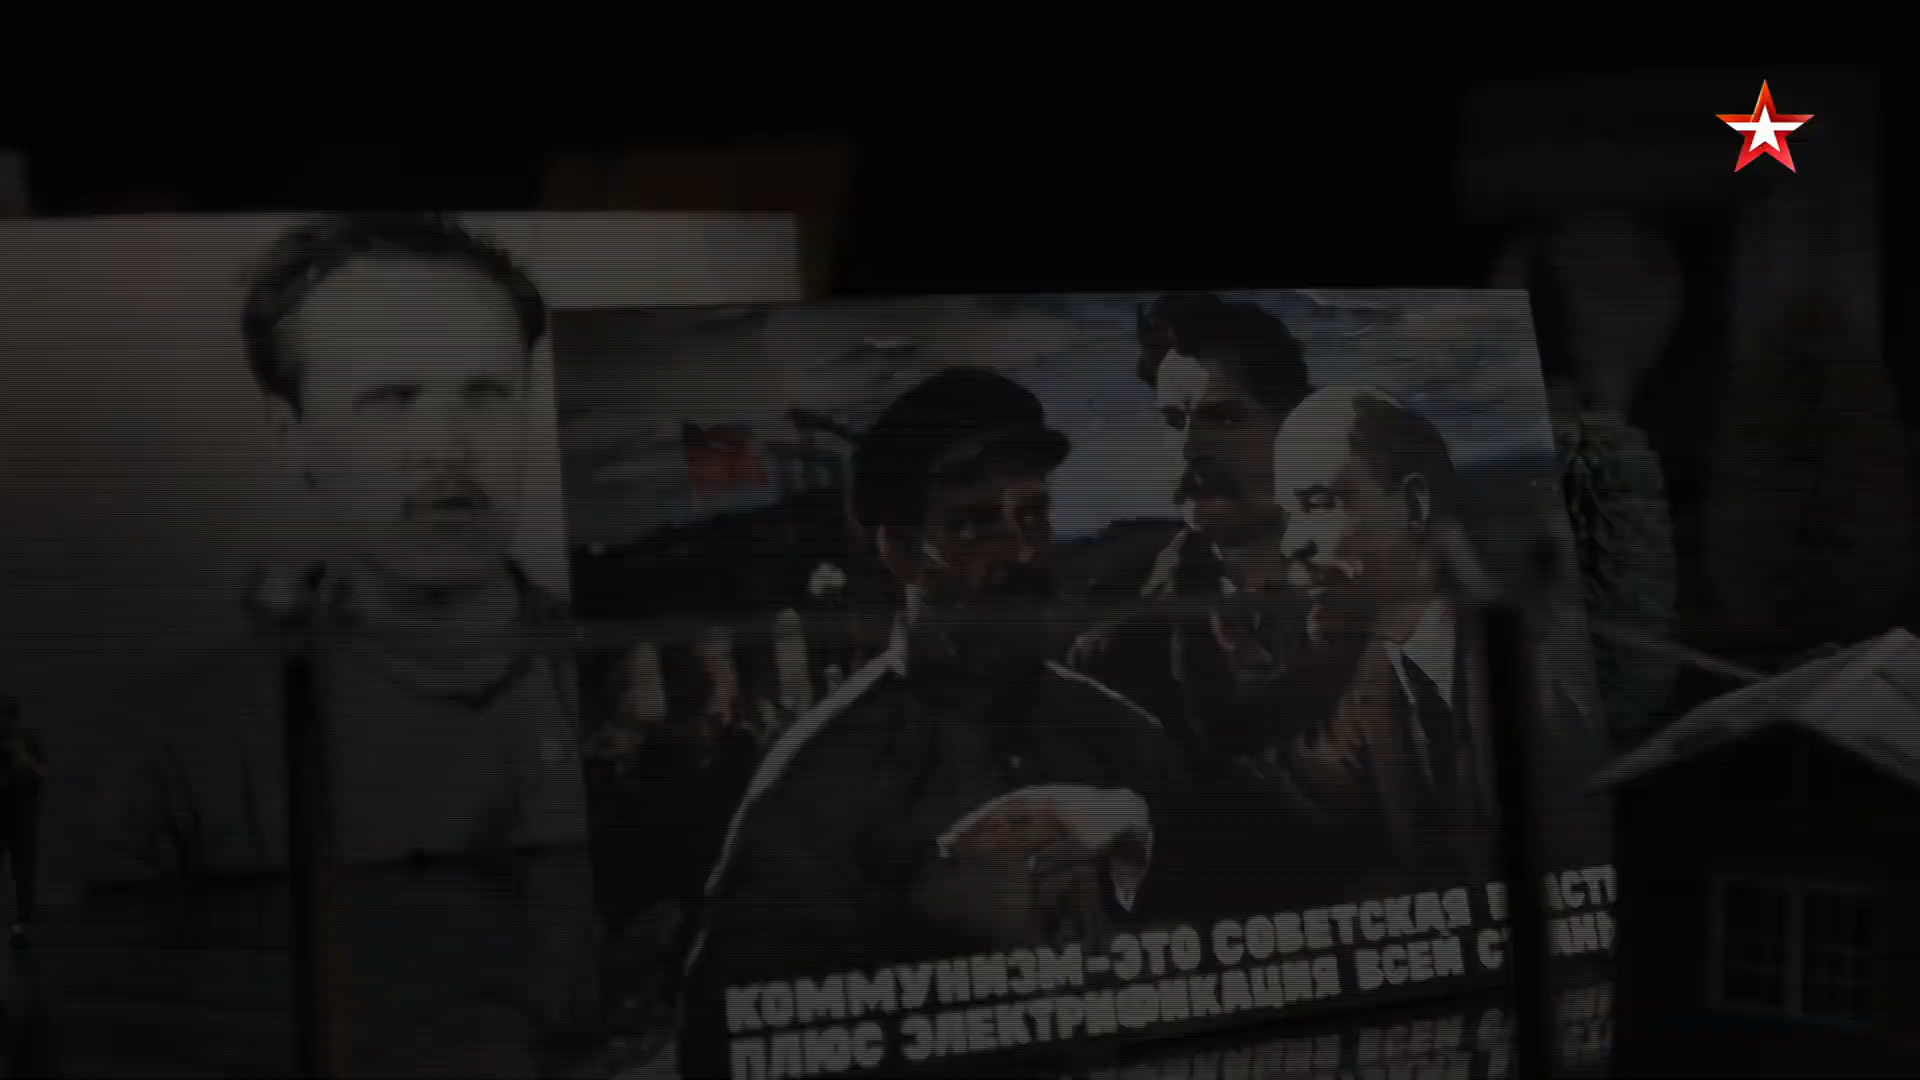 КОММУНИЗМ-ЭТО СОВЕТСКАЯ
ПЛЮС ЭЛЕКТРИФИКАЦИЯ ВСЕЙ